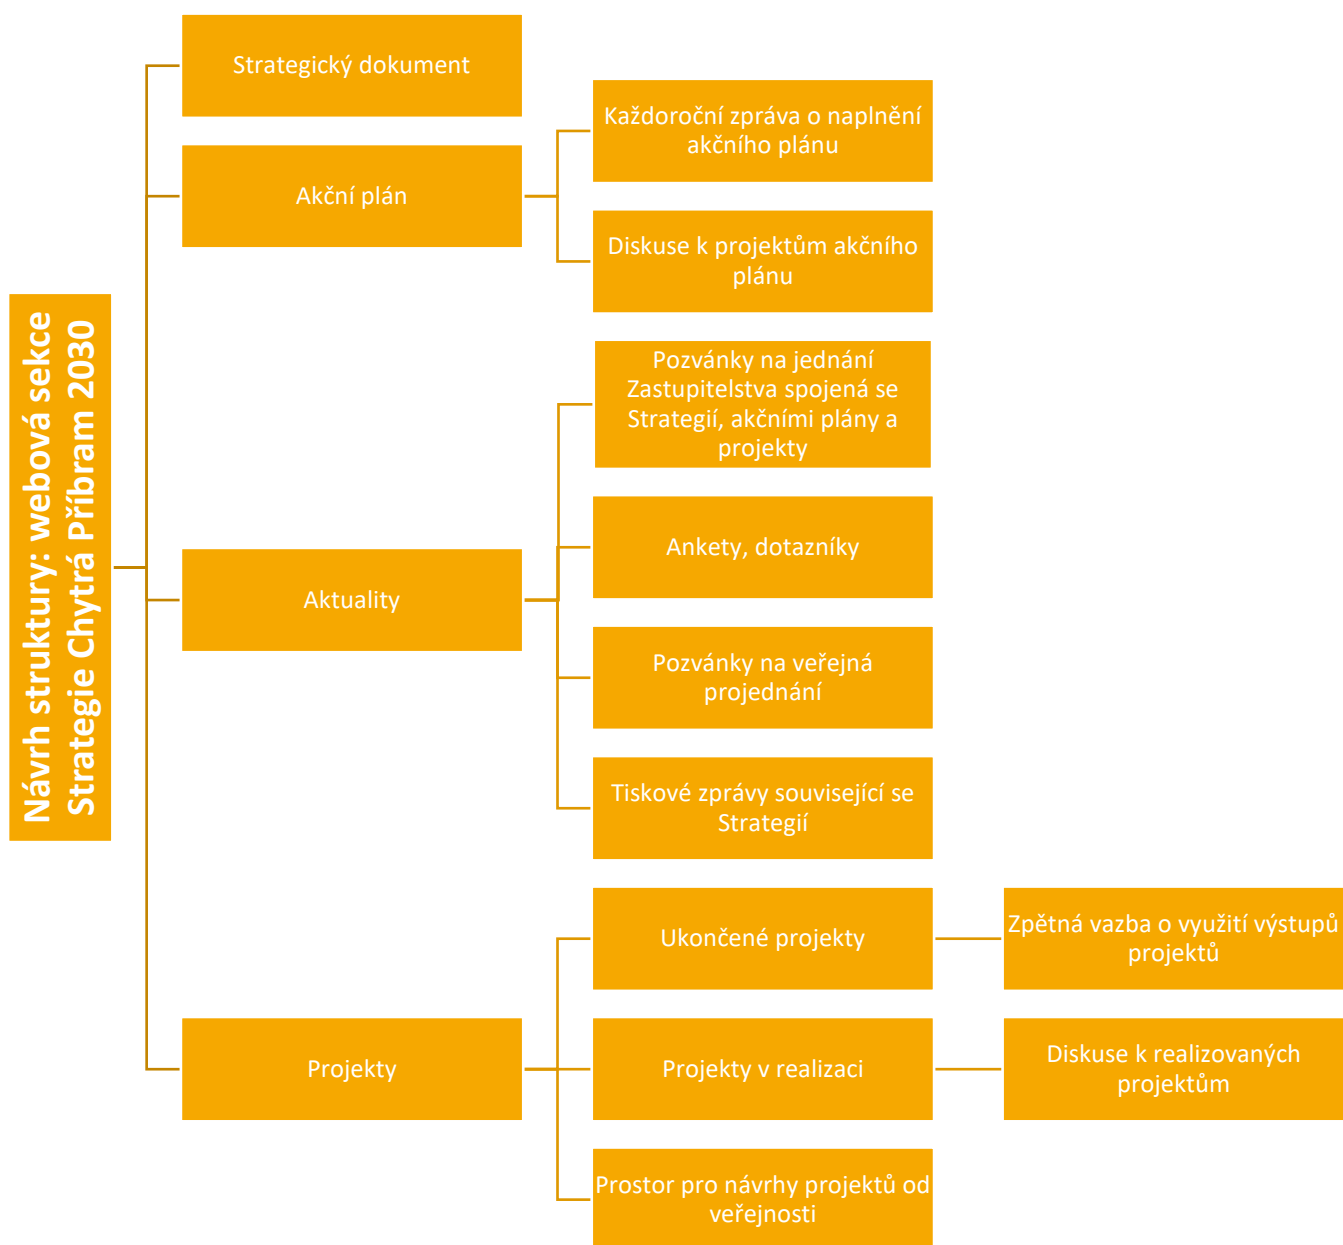 Návrh struktury: webová sekce
Strategie Chytrá Příbram 2030
Strategický dokument
Akční plán
Každoroční zpráva o naplnění
akčního plánu
Diskuse k projektům akčního
plánu
Aktuality
Pozvánky na jednání
Zastupitelstva spojená se
Strategií, akčními plány a
projekty
Ankety, dotazníky
Pozvánky na veřejná
projednání
Tiskové zprávy související se
Strategií
Projekty
Ukončené projekty
Zpětná vazba o využití výstupů
projektů
Projekty v realizaci
Diskuse k realizovaných
projektům
Prostor pro návrhy projektů od
veřejnosti